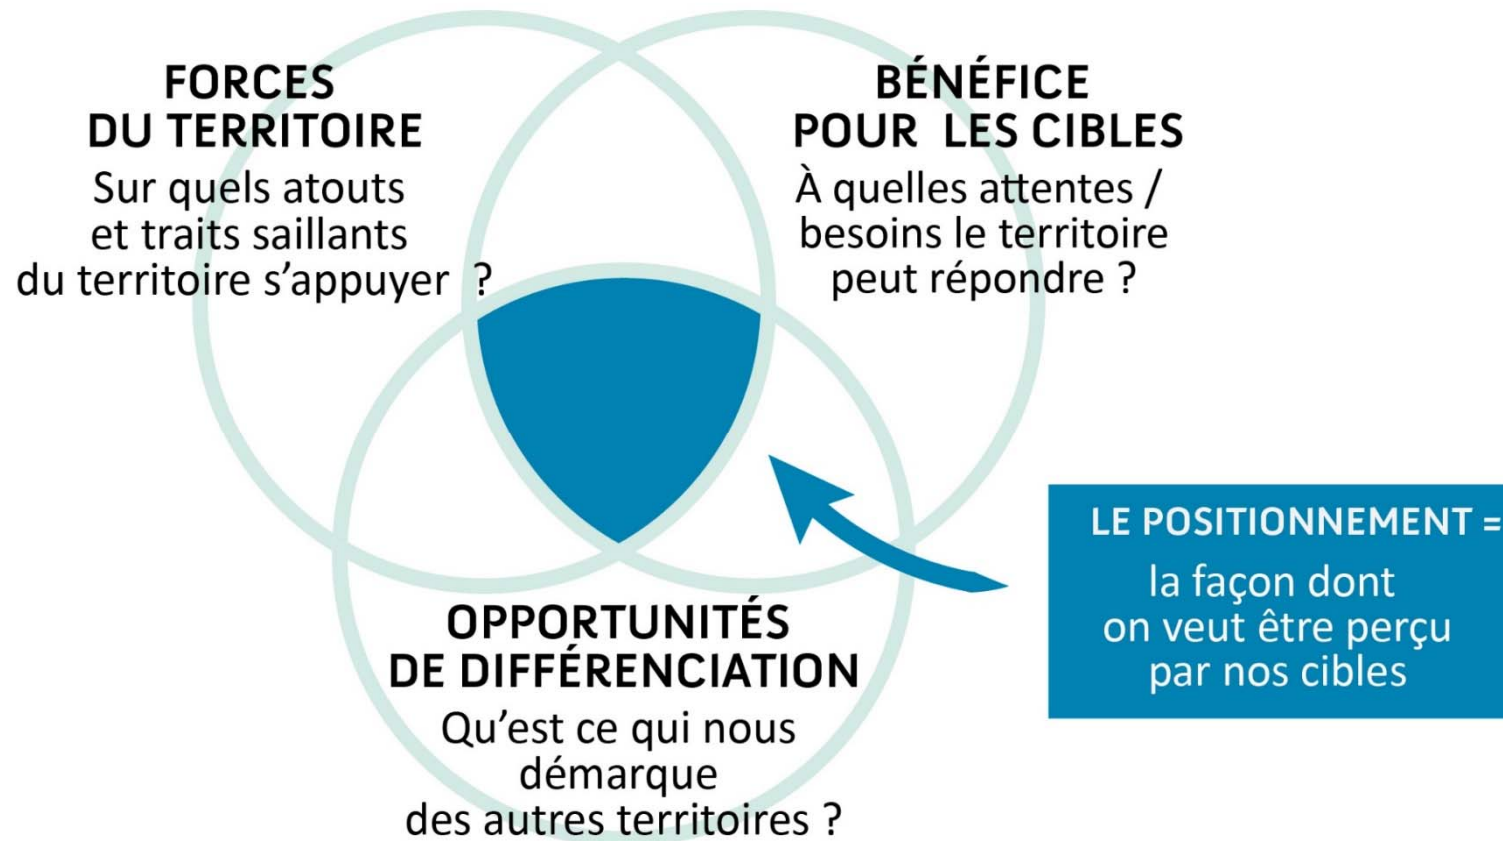 FORCES
DU TERRITOIRE
Sur quels atouts
et traits saillants
du territoire s’appuyer ?
BÉNÉFICE
POUR LES CIBLES
À quelles attentes /
besoins le territoire
peut répondre ?
OPPORTUNITÉS
DE DIFFÉRENCIATION
Qu’est ce qui nous
démarque
des autres territoires ?
LE POSITIONNEMENT =
la façon dont
on veut être perçu
par nos cibles